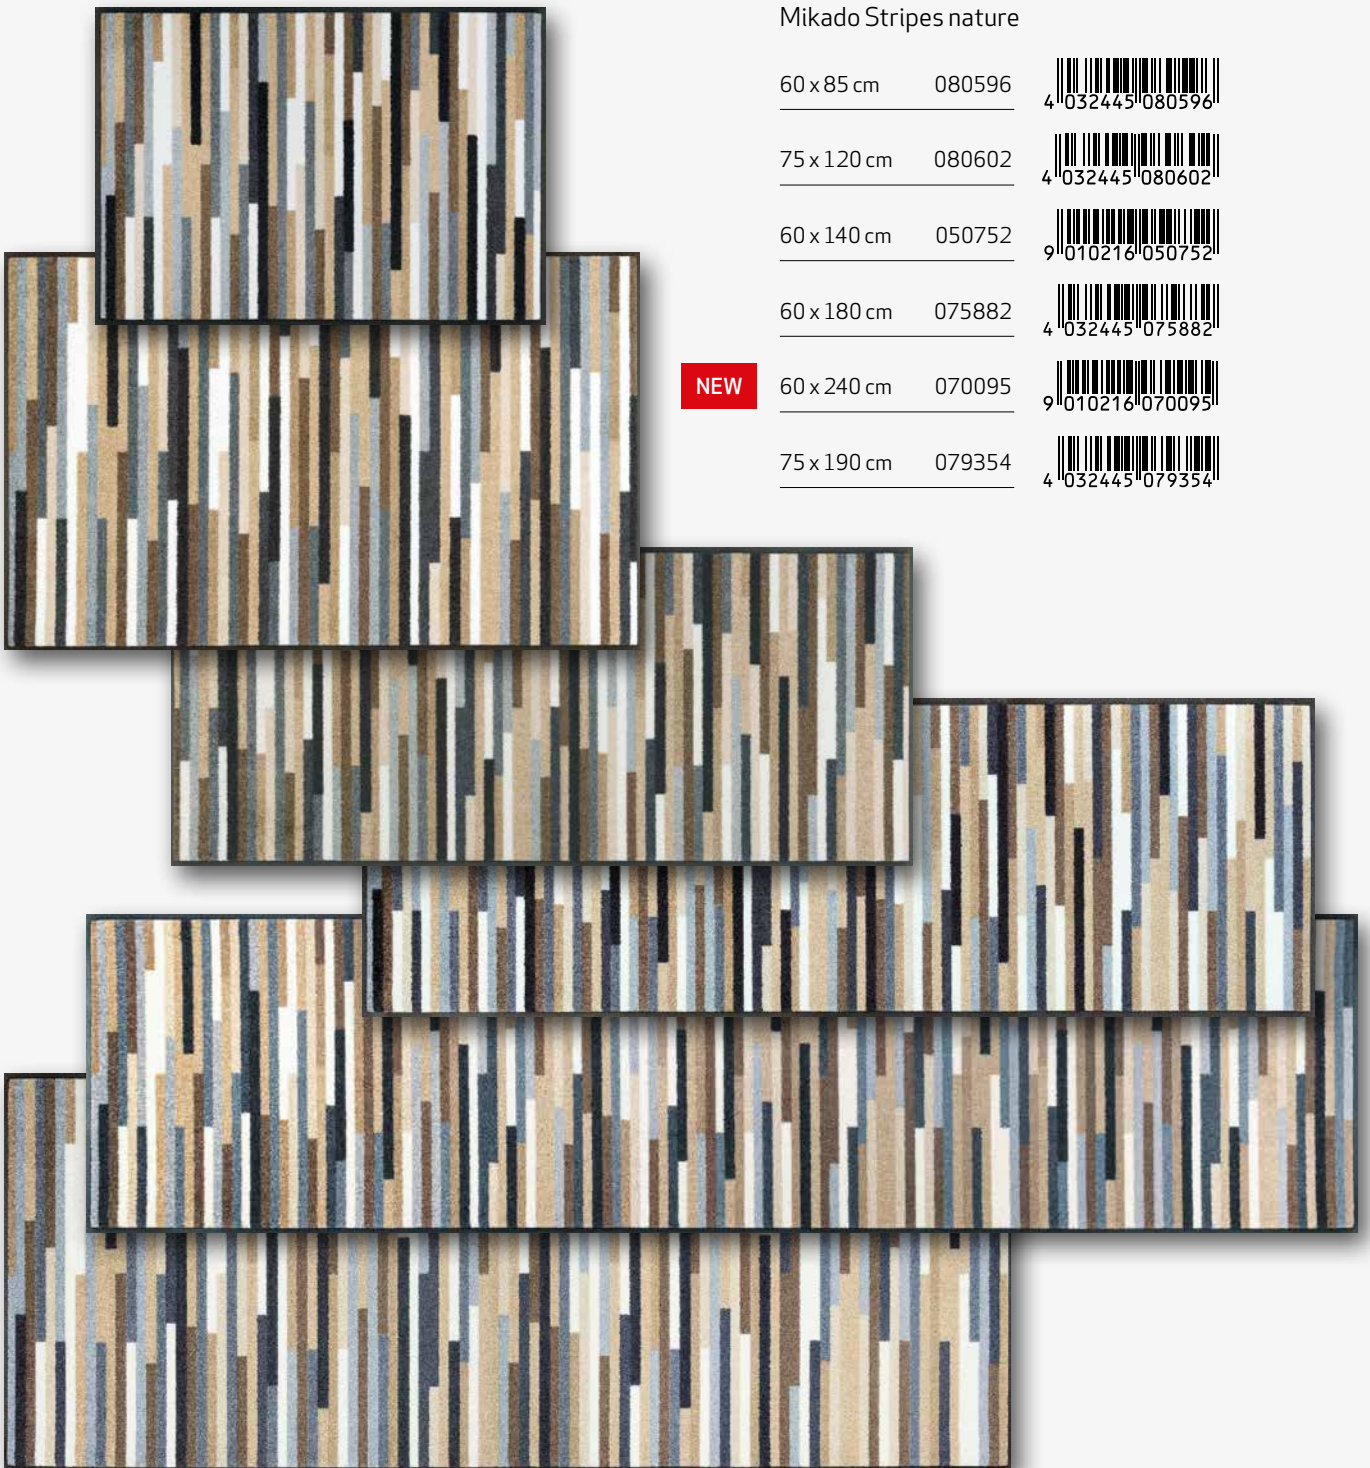 Mikado Stripes nature
60 x 85 cm 080596 4 032445 080596
75 x 120 cm 080602 4 032445 080602
60 x 140 cm 050752 9 010216 050752
60 x 180 cm 075882 4 032445 075882
NEW 60 x 240 cm 070095 9 010216 070095
75 x 190 cm 079354 4 032445 079354